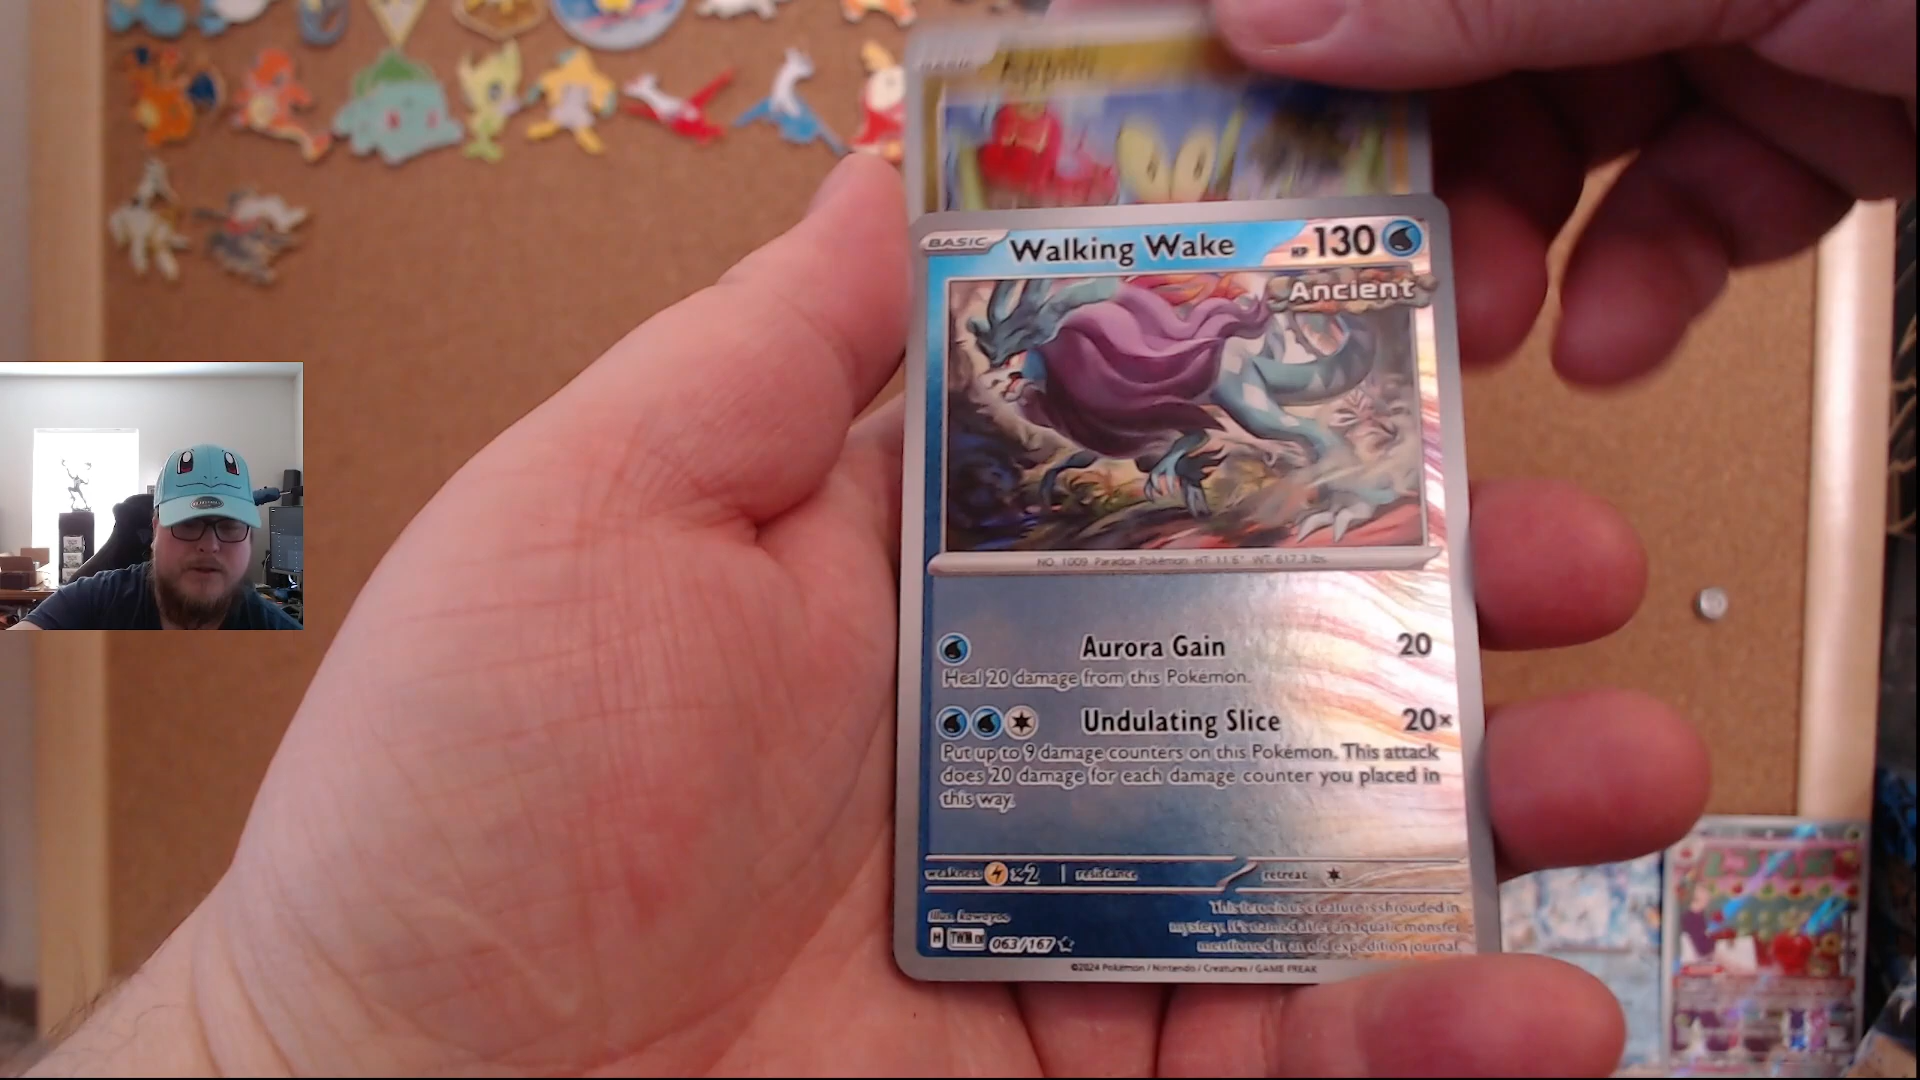 BASIC Applin
BASIC Walking Wake HP 130
Ancient
NO. 1009 Paradox Pokémon HT: 11'6" WT: 617.3 lbs.
Aurora Gain 20
Heal 20 damage from this Pokémon.
Undulating Slice 20×
Put up to 9 damage counters on this Pokémon. This attack
does 20 damage for each damage counter you placed in
this way.
weakness ×2 resistance retreat
This ferocious creature is shrouded in
mystery. It's named after an aquatic monster
mentioned in an old expedition journal.
Illus. kawayoo
H TWM EN 063/167
©2024 Pokémon / Nintendo / Creatures / GAME FREAK